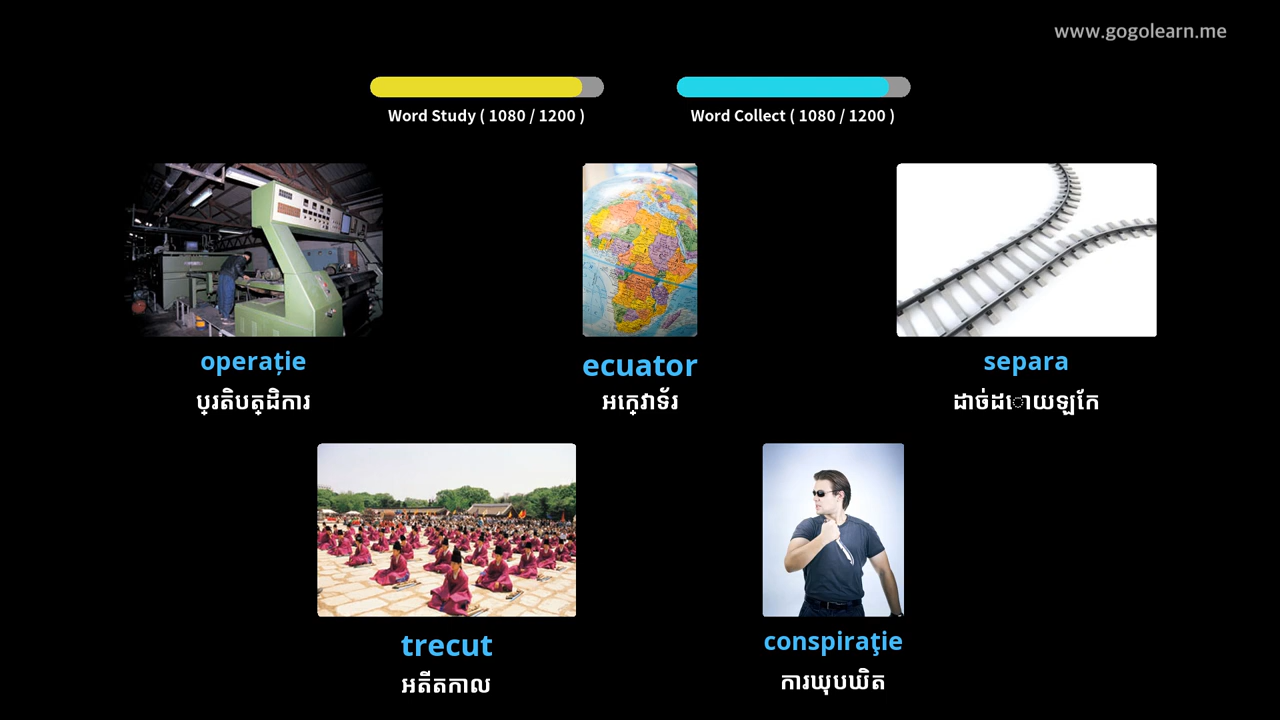 www.gogolearn.me
Word Study ( 1080 / 1200 )
Word Collect ( 1080 / 1200 )
operație
ecuator
separa
ប្រតិបត្ដិការ
អេក្វាទ័រ
ដាច់ដោយឡែក
trecut
conspiraţie
អតីតកាល
ការឃុបឃិត